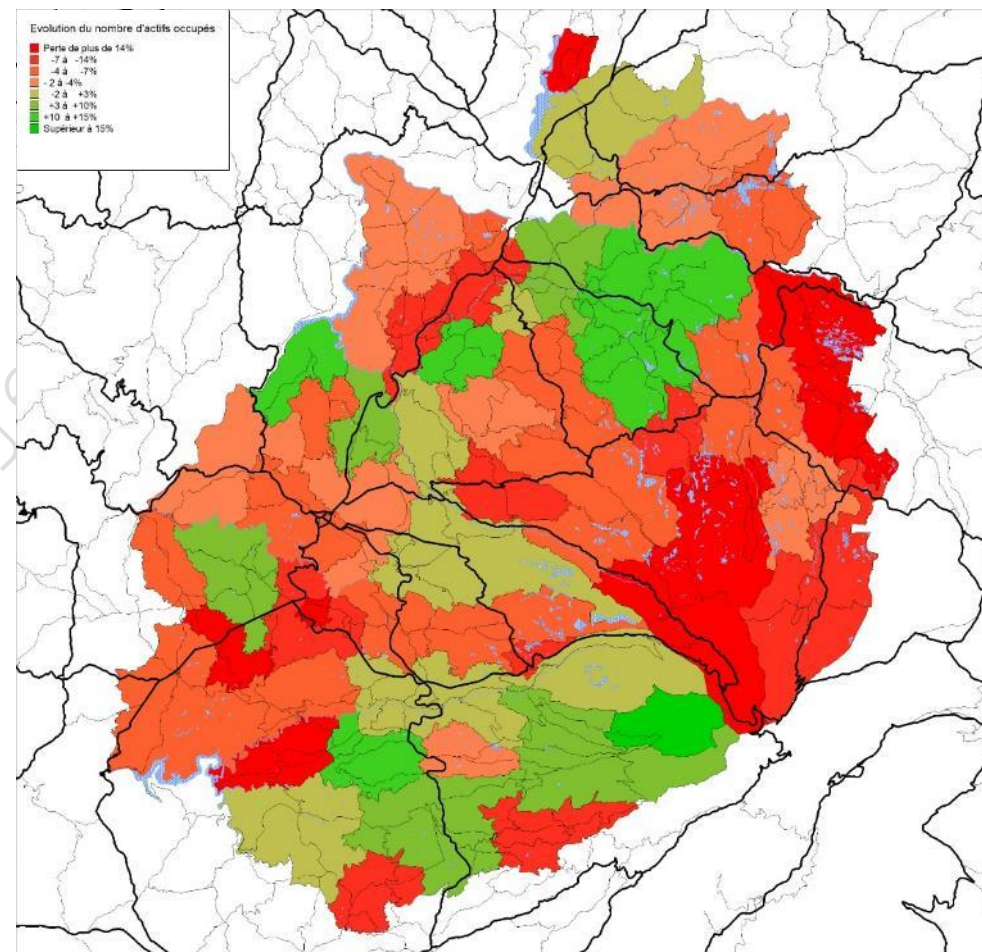 Evolution du nombre d'actifs occupés
Perte de plus de 14%
-7 à -14%
-4 à -7%
- 2 à -4%
-2 à +3%
+3 à +10%
+10 à +15%
Supérieur à 15%